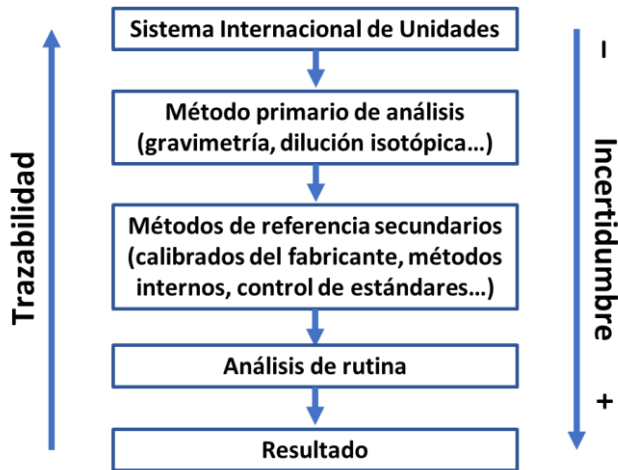 Sistema Internacional de Unidades
Método primario de análisis
(gravimetría, dilución isotópica...)
Métodos de referencia secundarios
(calibrados del fabricante, métodos
internos, control de estándares...)
Análisis de rutina
Resultado
Trazabilidad
–
Incertidumbre
+